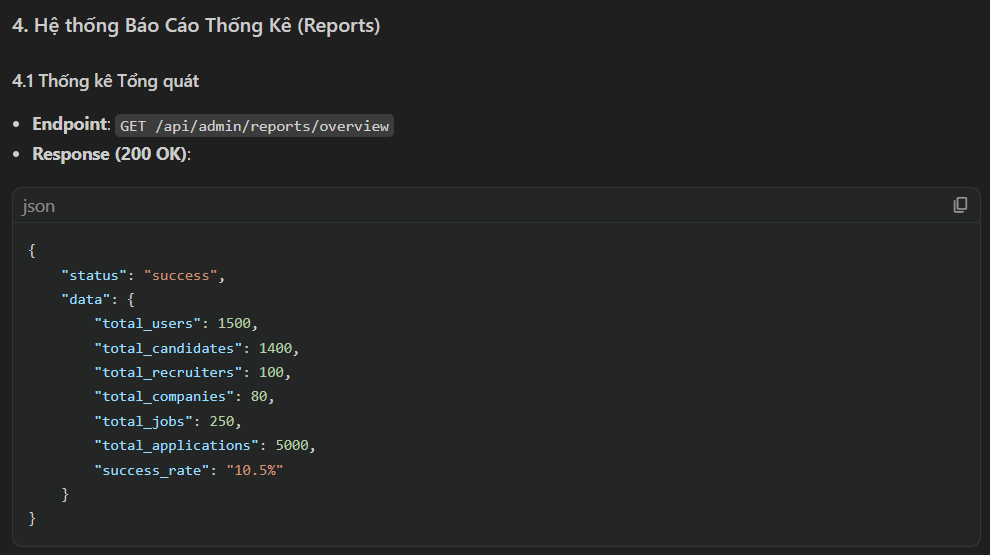 4. Hệ thống Báo Cáo Thống Kê (Reports)
4.1 Thống kê Tổng quát
• Endpoint: GET /api/admin/reports/overview
• Response (200 OK):
json
{
    "status": "success",
    "data": {
        "total_users": 1500,
        "total_candidates": 1400,
        "total_recruiters": 100,
        "total_companies": 80,
        "total_jobs": 250,
        "total_applications": 5000,
        "success_rate": "10.5%"
    }
}